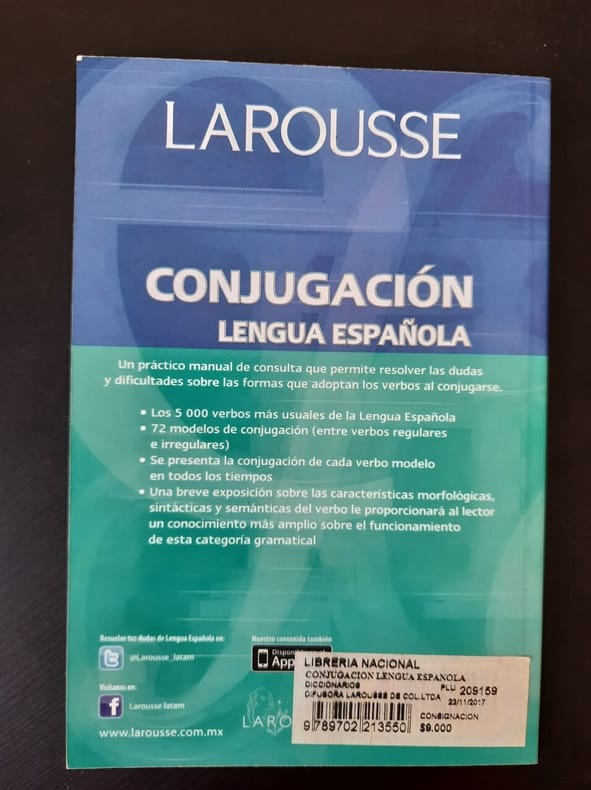 LAROUSSE
CONJUGACIÓN
LENGUA ESPAÑOLA
Un práctico manual de consulta que permite resolver las dudas
y dificultades sobre las formas que adoptan los verbos al conjugarse.
• Los 5 000 verbos más usuales de la Lengua Española
• 72 modelos de conjugación (entre verbos regulares
e irregulares)
• Se presenta la conjugación de cada verbo modelo
en todos los tiempos
• Una breve exposición sobre las características morfológicas,
sintácticas y semánticas del verbo le proporcionará al lector
un conocimiento más amplio sobre el funcionamiento
de esta categoría gramatical
Resuelve tus dudas de Lengua Española en:
@Larousse_latam
Visítanos en:
Larousse latam
www.larousse.com.mx
Nuestro contenido también
App
LARO
LIBRERIA NACIONAL
CONJUGACION LENGUA ESPANOLA
DICCIONARIOS PLU 209159
DIFUSORA LAROUSSE DE COL.LTDA
22/11/2017
CONSIGNACION
9 789702 213550 $9.000